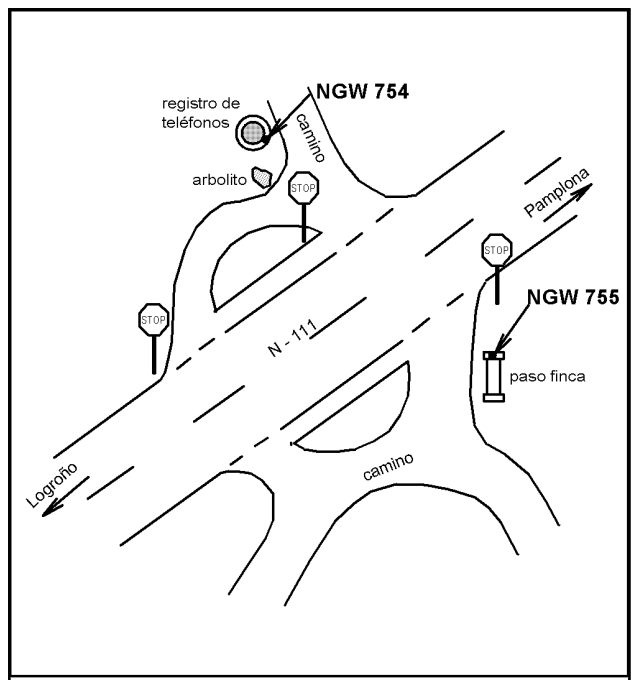 NGW 754
registro de
teléfonos
camino
arbolito
STOP
Pamplona
STOP
NGW 755
STOP
N - 111
paso finca
camino
Logroño